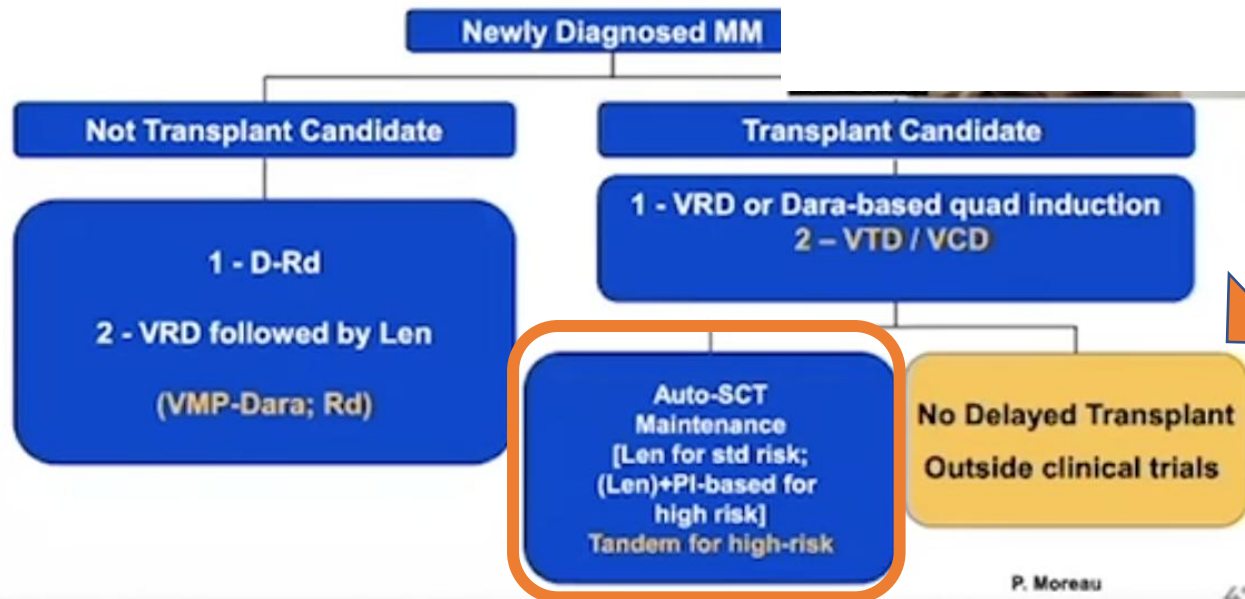 Newly Diagnosed MM
Not Transplant Candidate
Transplant Candidate
1 - D-Rd
2 - VRD followed by Len
(VMP-Dara; Rd)
1 - VRD or Dara-based quad induction
2 – VTD / VCD
Auto-SCT
Maintenance
[Len for std risk;
(Len)+PI-based for
high risk]
Tandem for high-risk
No Delayed Transplant
Outside clinical trials
P. Moreau